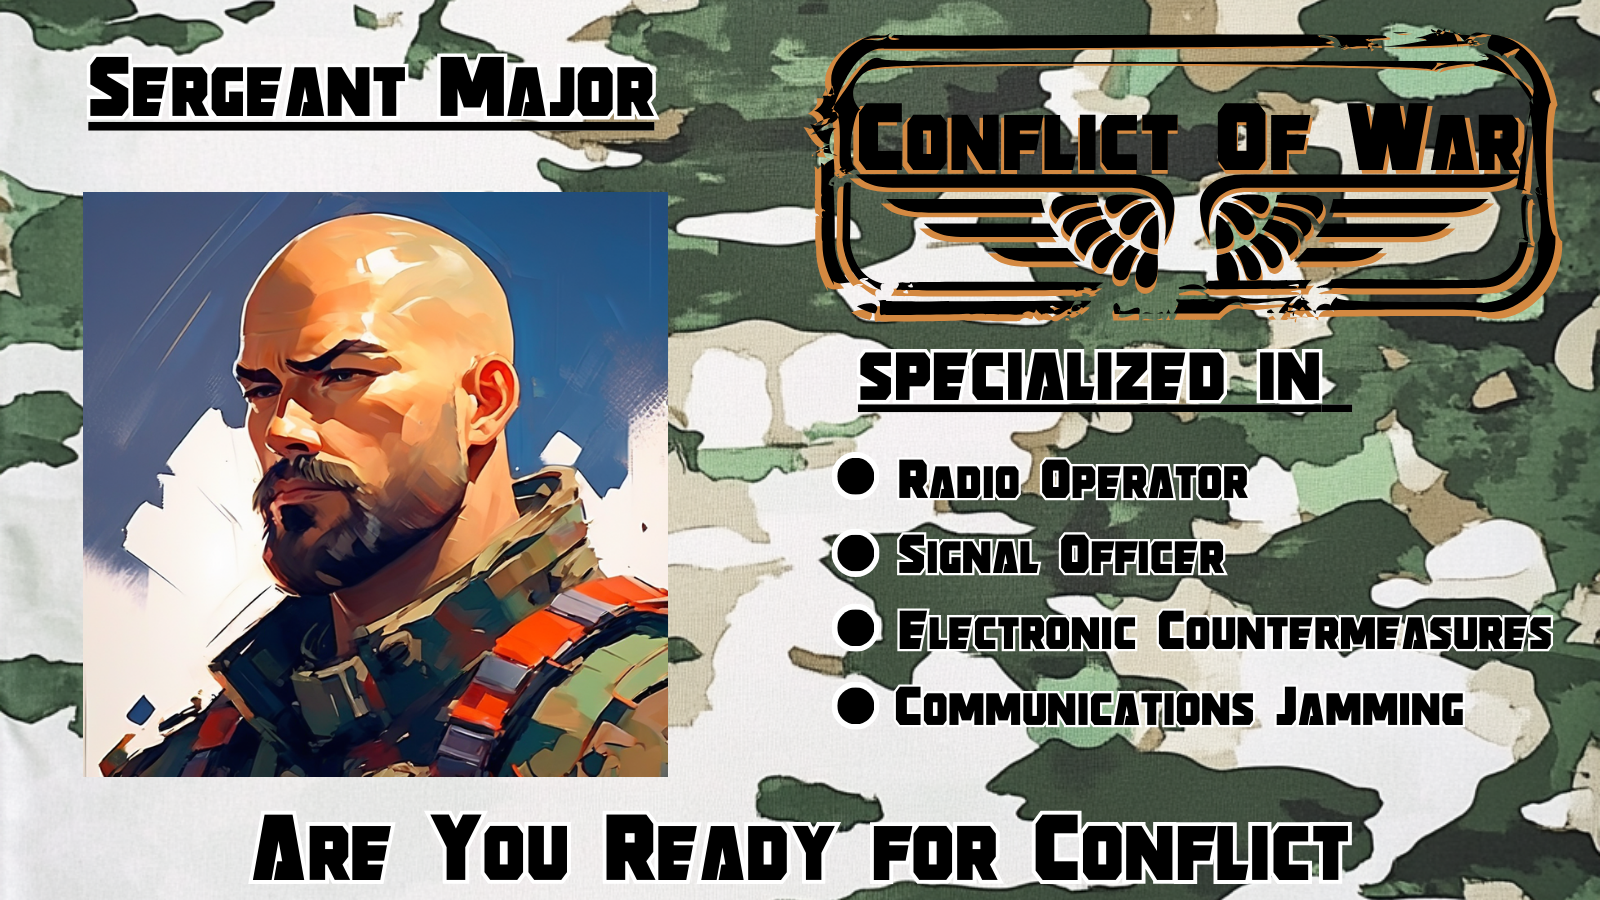 Sergeant Major
Conflict Of War
Specialized in
Radio Operator
Signal Officer
Electronic Countermeasures
Communications Jamming
Are You Ready for Conflict